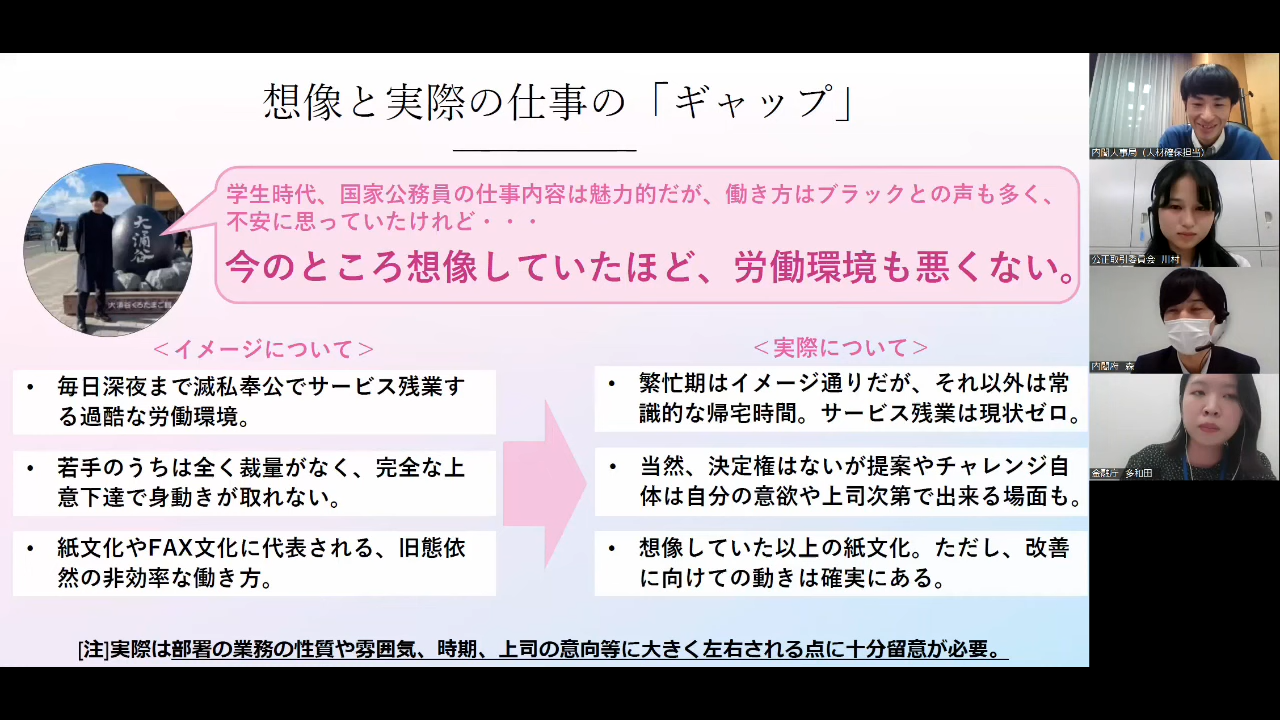 想像と実際の仕事の「ギャップ」
学生時代、国家公務員の仕事内容は魅力的だが、働き方はブラックとの声も多く、
不安に思っていたけれど・・・
今のところ想像していたほど、労働環境も悪くない。
大涌谷
大涌谷くろたまご館
＜イメージについて＞
• 毎日深夜まで滅私奉公でサービス残業す
る過酷な労働環境。
• 若手のうちは全く裁量がなく、完全な上
意下達で身動きが取れない。
• 紙文化やFAX文化に代表される、旧態依
然の非効率な働き方。
＜実際について＞
• 繁忙期はイメージ通りだが、それ以外は常
識的な帰宅時間。サービス残業は現状ゼロ。
• 当然、決定権はないが提案やチャレンジ自
体は自分の意欲や上司次第で出来る場面も。
• 想像していた以上の紙文化。ただし、改善
に向けての動きは確実にある。
[注]実際は部署の業務の性質や雰囲気、時期、上司の意向等に大きく左右される点に十分留意が必要。
内閣人事局（人材確保担当）
公正取引委員会 川村
内閣府 森
金融庁 多和田